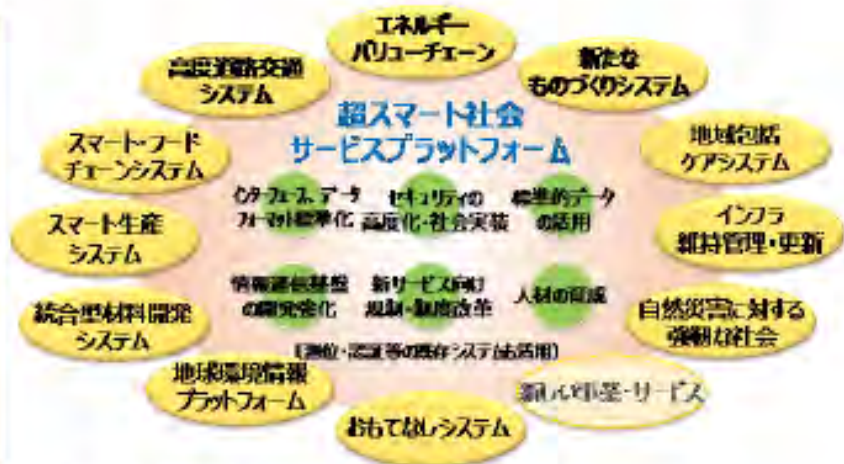 エネルギー
バリューチェーン
高度道路交通
システム
新たな
ものづくりシステム
超スマート社会
サービスプラットフォーム
スマート・フード
チェーンシステム
地域包括
ケアシステム
インターフェース、データ
フォーマット標準化
セキュリティの
高度化・社会実装
標準的データ
の活用
スマート生産
システム
インフラ
維持管理・更新
情報通信基盤
の開発強化
新サービス向け
規制・制度改革
人材の育成
統合型材料開発
システム
自然災害に対する
強靭な社会
(測位・認証等の既存システムも活用)
地球環境情報
プラットフォーム
新しい事業・サービス
おもてなしシステム